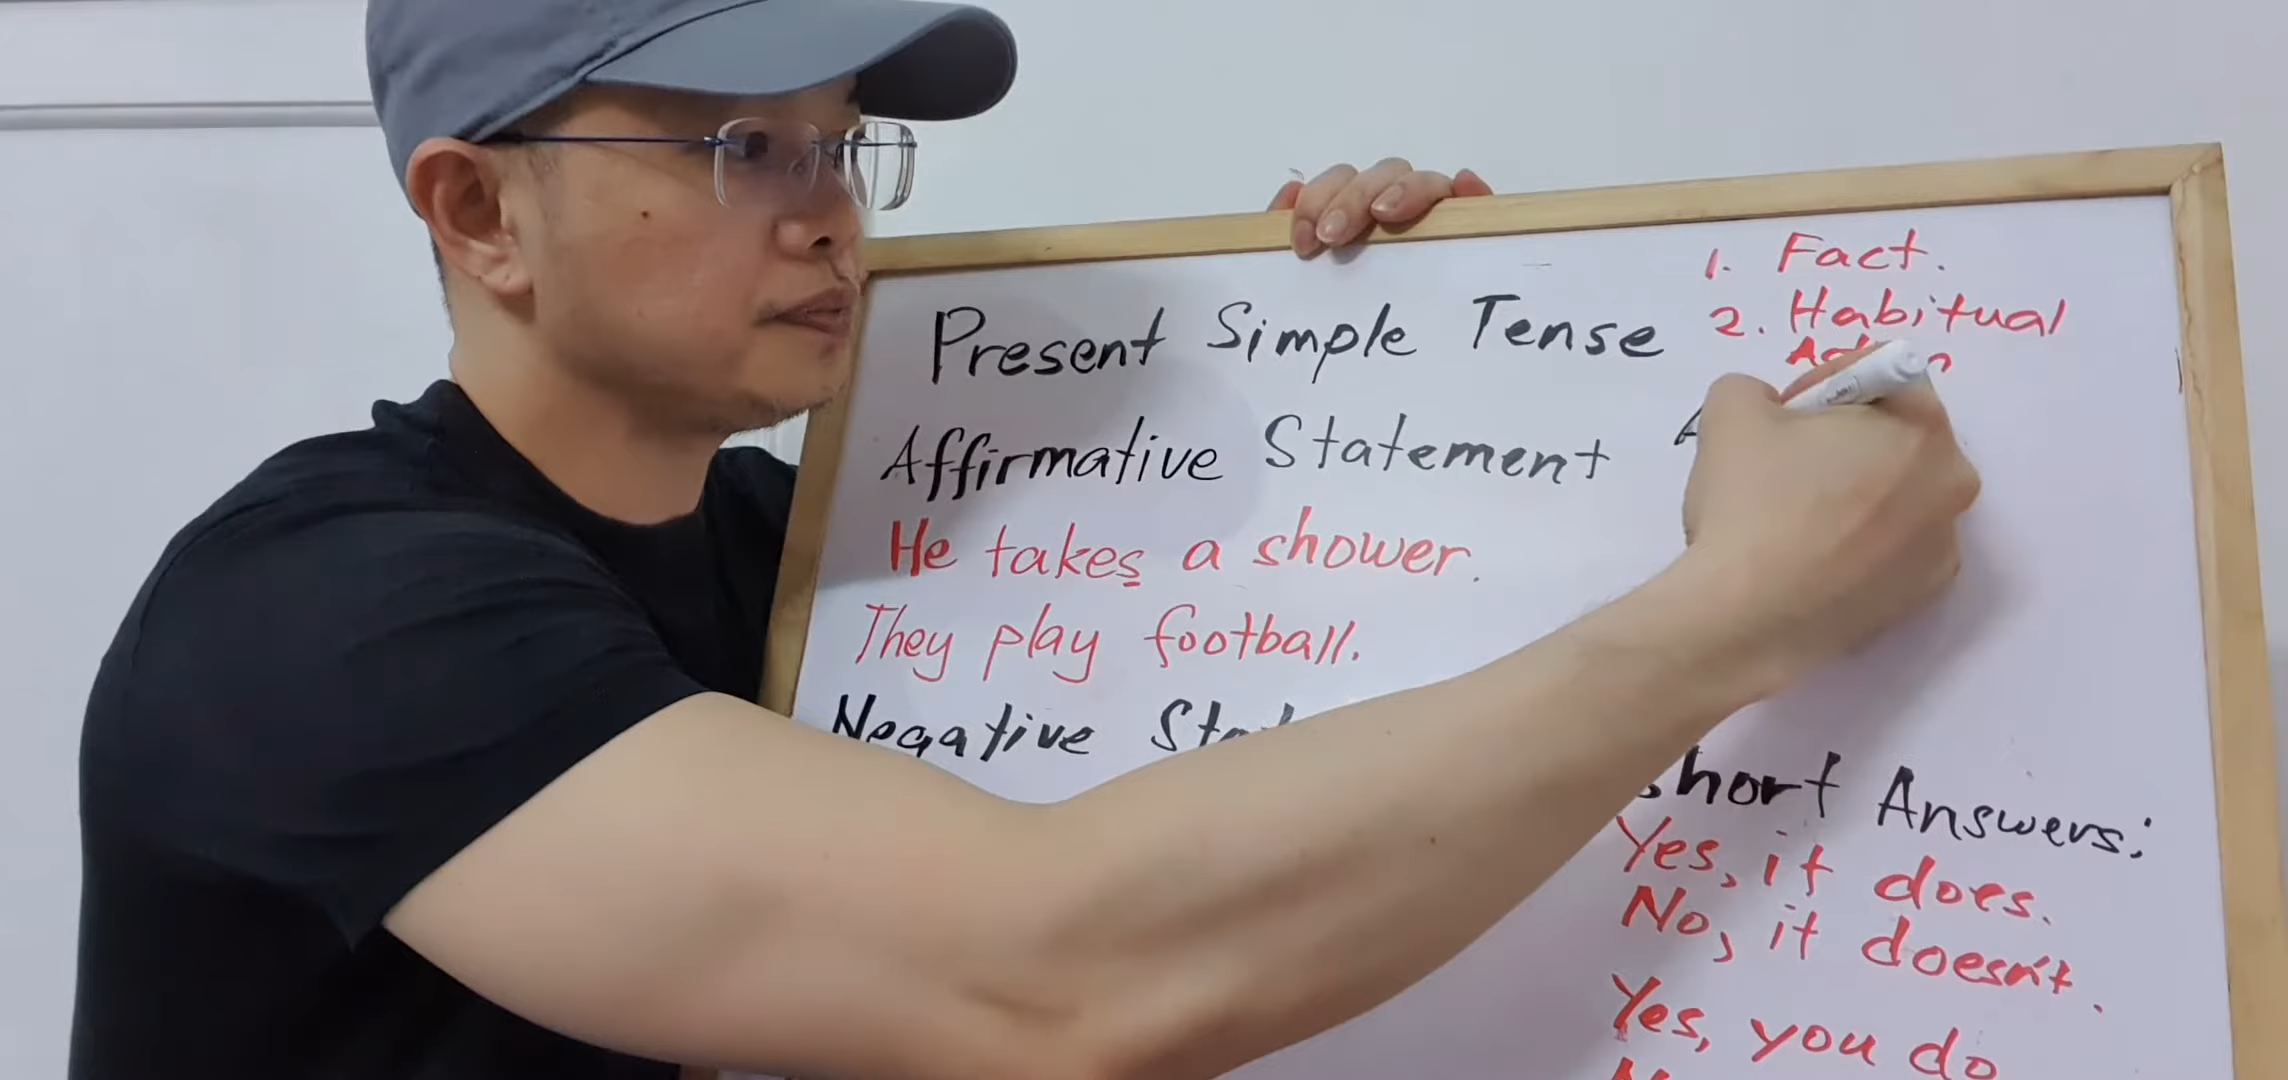 Present Simple Tense
1. Fact.
2. Habitual
Affirmative Statement
He takes a shower.
They play football.
Negative
Short Answers:
Yes, it does.
No, it doesn't.
Yes, you do